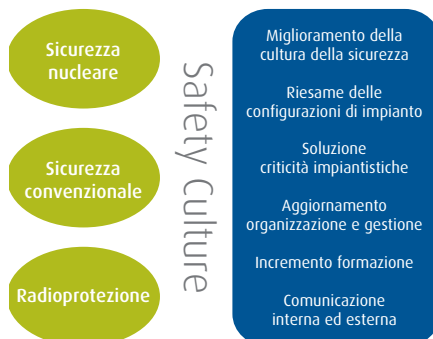 Sicurezza
nucleare
Sicurezza
convenzionale
Radioprotezione
Safety Culture
Miglioramento della
cultura della sicurezza
Riesame delle
configurazioni di impianto
Soluzione
criticità impiantistiche
Aggiornamento
organizzazione e gestione
Incremento formazione
Comunicazione
interna ed esterna